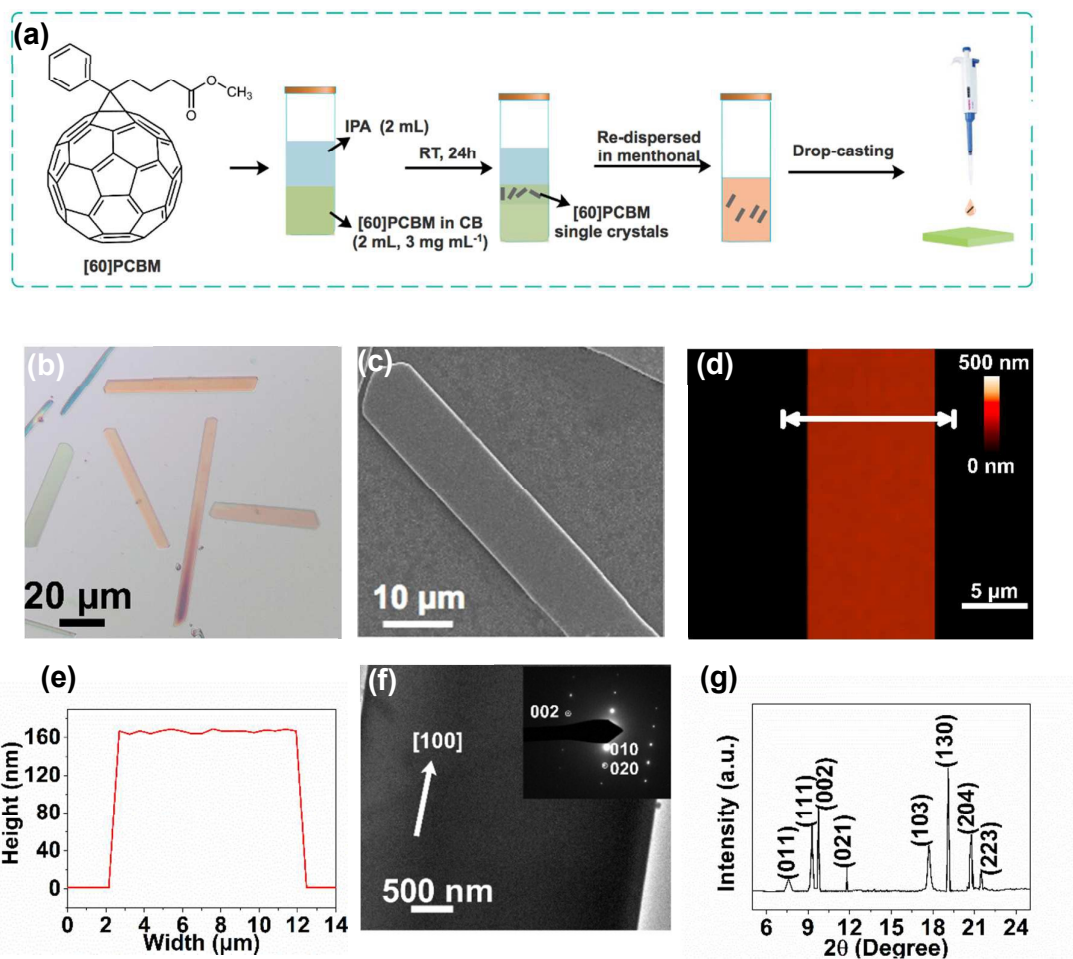 (a)
O
CH₃
O
[60]PCBM
IPA (2 mL)
[60]PCBM in CB
(2 mL, 3 mg mL⁻¹)
RT, 24h
[60]PCBM
single crystals
Re-dispersed
in menthonal
Drop-casting
(b)
20 μm
(c)
10 μm
(d)
500 nm
0 nm
5 μm
(e)
Height (nm)
160
120
80
40
0
0 2 4 6 8 10 12 14
Width (μm)
(f)
[100]
002
010
020
500 nm
(g)
Intensity (a.u.)
(011)
(111)
(002)
(021)
(103)
(130)
(204)
(223)
6 9 12 15 18 21 24
2θ (Degree)